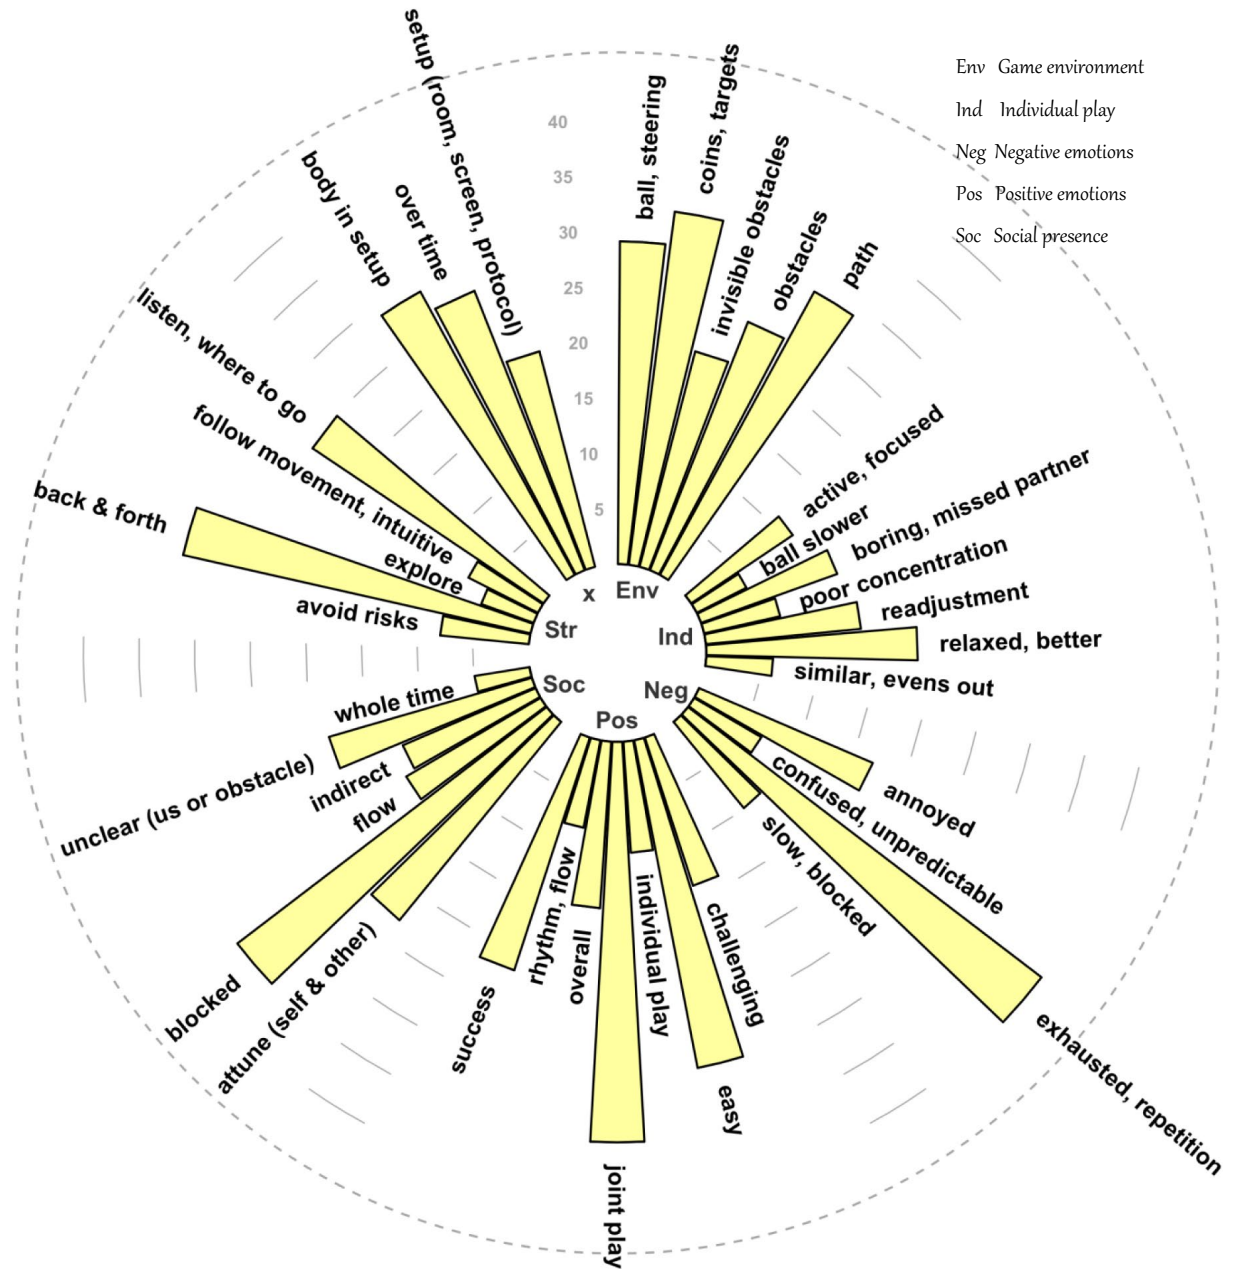 setup (room, screen, protocol)
over time
body in setup
listen, where to go
follow movement, intuitive
explore
back & forth
avoid risks
40
35
30
25
20
15
10
5
ball, steering
coins, targets
invisible obstacles
obstacles
path
Env Game environment
Ind Individual play
Neg Negative emotions
Pos Positive emotions
Soc Social presence
active, focused
ball slower
boring, missed partner
poor concentration
readjustment
relaxed, better
similar, evens out
x
Env
Str
Ind
Soc
Neg
Pos
annoyed
confused, unpredictable
exhausted, repetition
slow, blocked
challenging
easy
individual play
joint play
overall
rhythm, flow
success
attune (self & other)
blocked
flow
indirect
unclear (us or obstacle)
whole time